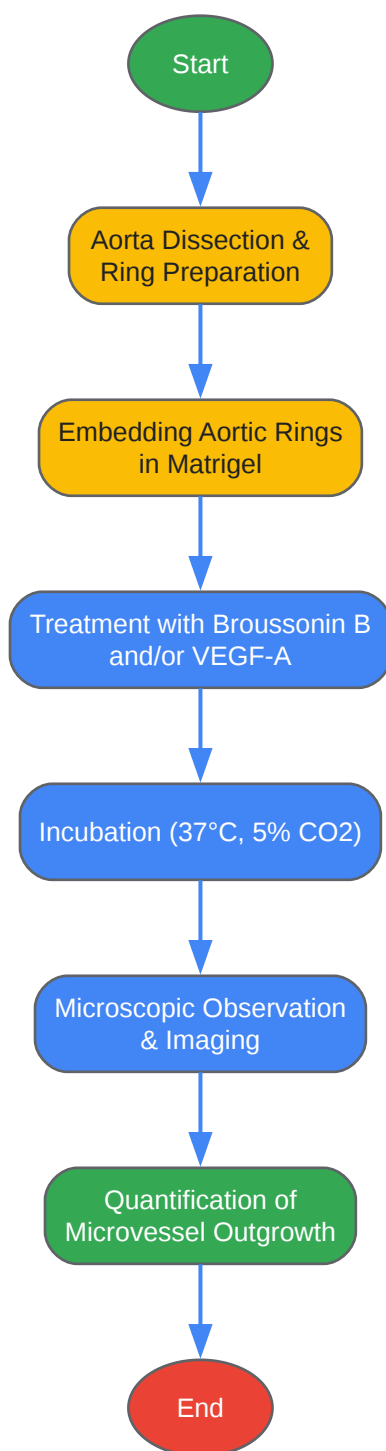 Start
Aorta Dissection &
Ring Preparation
Embedding Aortic Rings
in Matrigel
Treatment with Broussonin B
and/or VEGF-A
Incubation (37°C, 5% CO2)
Microscopic Observation
& Imaging
Quantification of
Microvessel Outgrowth
End